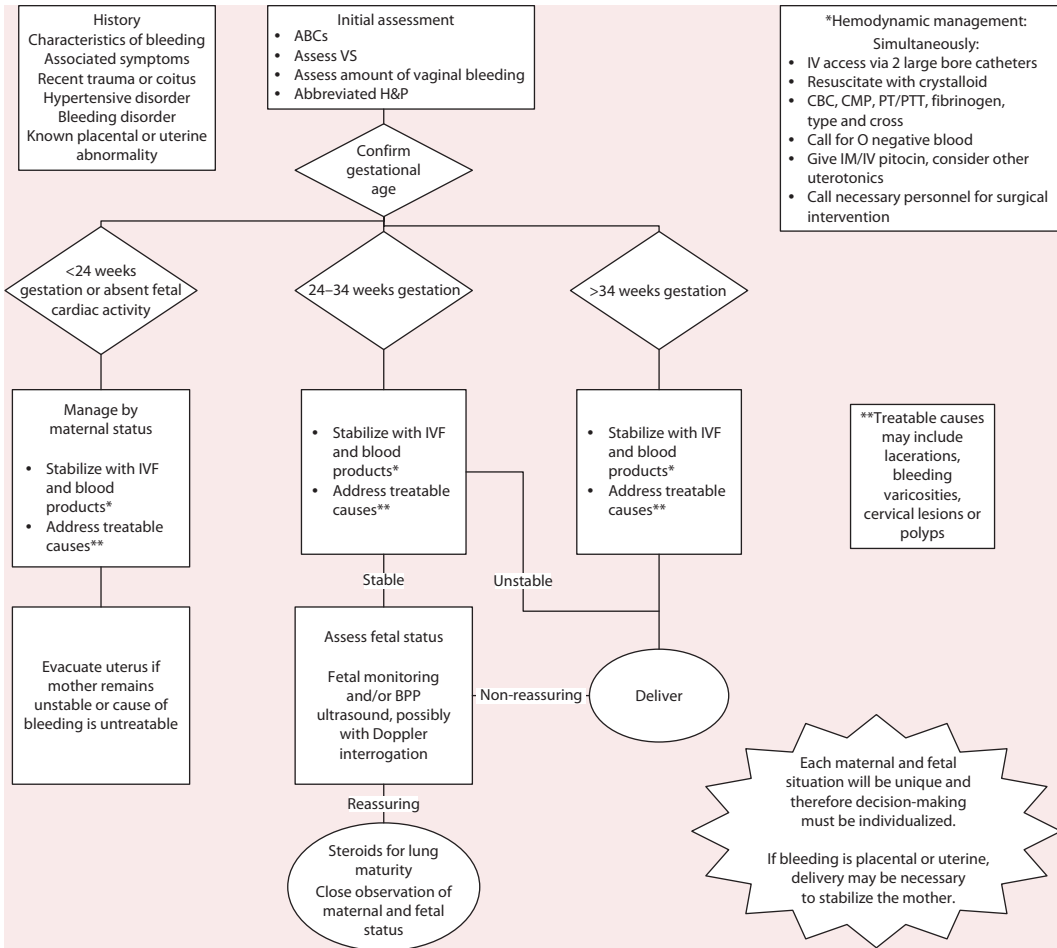 History
Characteristics of bleeding
Associated symptoms
Recent trauma or coitus
Hypertensive disorder
Bleeding disorder
Known placental or uterine
abnormality
Initial assessment
• ABCs
• Assess VS
• Assess amount of vaginal bleeding
• Abbreviated H&P
*Hemodynamic management:
Simultaneously:
• IV access via 2 large bore catheters
• Resuscitate with crystalloid
• CBC, CMP, PT/PTT, fibrinogen,
type and cross
• Call for O negative blood
• Give IM/IV pitocin, consider other
uterotonics
• Call necessary personnel for surgical
intervention
Confirm
gestational
age
<24 weeks
gestation or absent fetal
cardiac activity
24–34 weeks gestation
>34 weeks gestation
Manage by
maternal status
• Stabilize with IVF
and blood
products*
• Address treatable
causes**
• Stabilize with IVF
and blood
products*
• Address treatable
causes**
• Stabilize with IVF
and blood
products*
• Address treatable
causes**
**Treatable causes
may include
lacerations,
bleeding
varicosities,
cervical lesions or
polyps
Stable
Unstable
Evacuate uterus if
mother remains
unstable or cause of
bleeding is untreatable
Assess fetal status
Fetal monitoring
and/or BPP
ultrasound, possibly
with Doppler
interrogation
Non-reassuring
Deliver
Reassuring
Steroids for lung
maturity
Close observation of
maternal and fetal
status
Each maternal and fetal
situation will be unique and
therefore decision-making
must be individualized.
If bleeding is placental or uterine,
delivery may be necessary
to stabilize the mother.